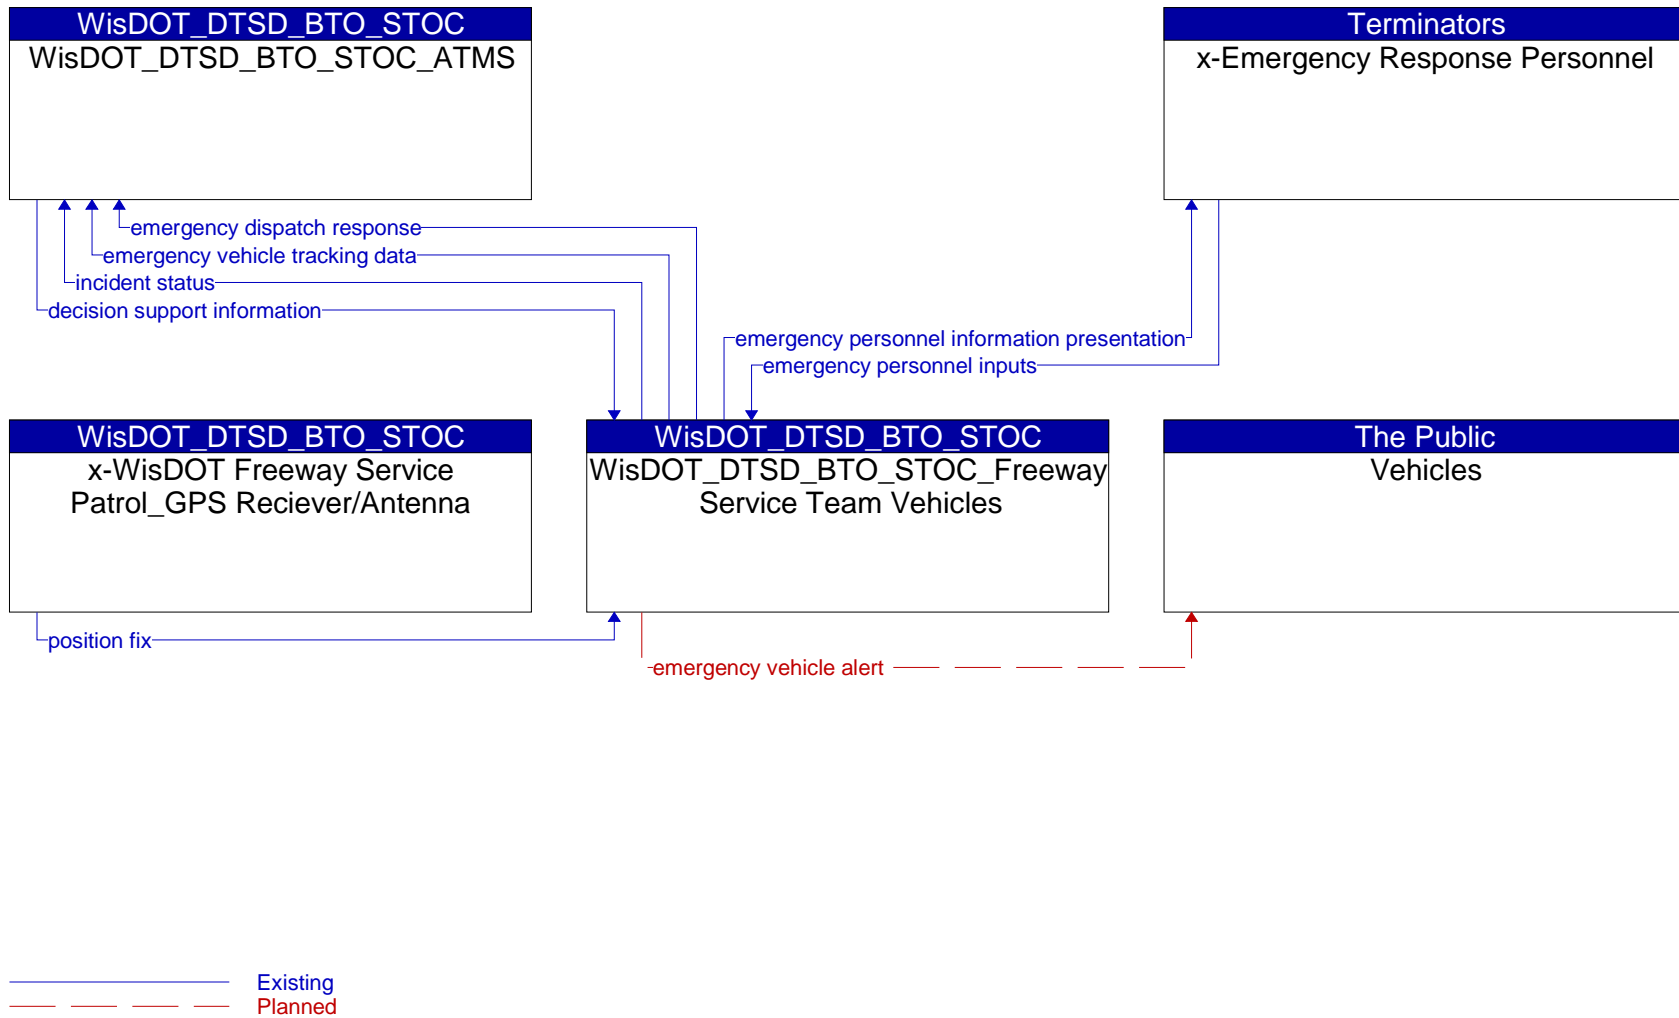 WisDOT_DTSD_BTO_STOC
WisDOT_DTSD_BTO_STOC_ATMS
Terminators
x-Emergency Response Personnel
emergency dispatch response
emergency vehicle tracking data
incident status
decision support information
emergency personnel information presentation
emergency personnel inputs
WisDOT_DTSD_BTO_STOC
x-WisDOT Freeway Service
Patrol_GPS Reciever/Antenna
WisDOT_DTSD_BTO_STOC
WisDOT_DTSD_BTO_STOC_Freeway
Service Team Vehicles
The Public
Vehicles
position fix
emergency vehicle alert
Existing
Planned